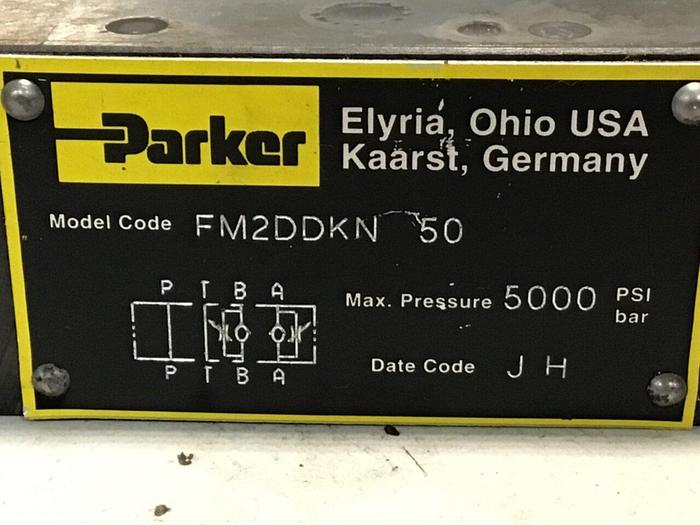 Parker
Elyria, Ohio USA
Kaarst, Germany
Model Code FM2DDKN 50
P T B A
Max. Pressure 5000 PSI
bar
P T B A
Date Code J H